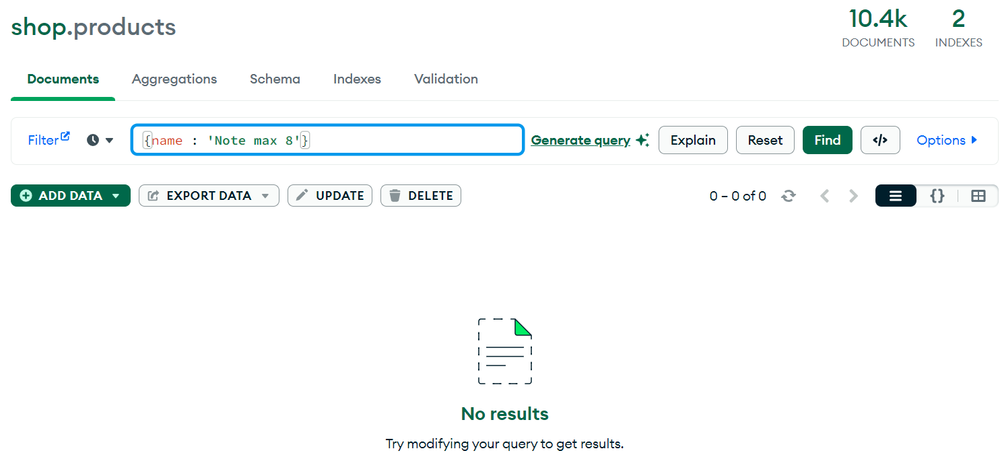 shop.products
10.4k 2
DOCUMENTS INDEXES
Documents Aggregations Schema Indexes Validation
Filter {name : 'Note max 8'} Generate query Explain Reset Find </> Options
ADD DATA EXPORT DATA UPDATE DELETE 0 – 0 of 0 {}
No results
Try modifying your query to get results.